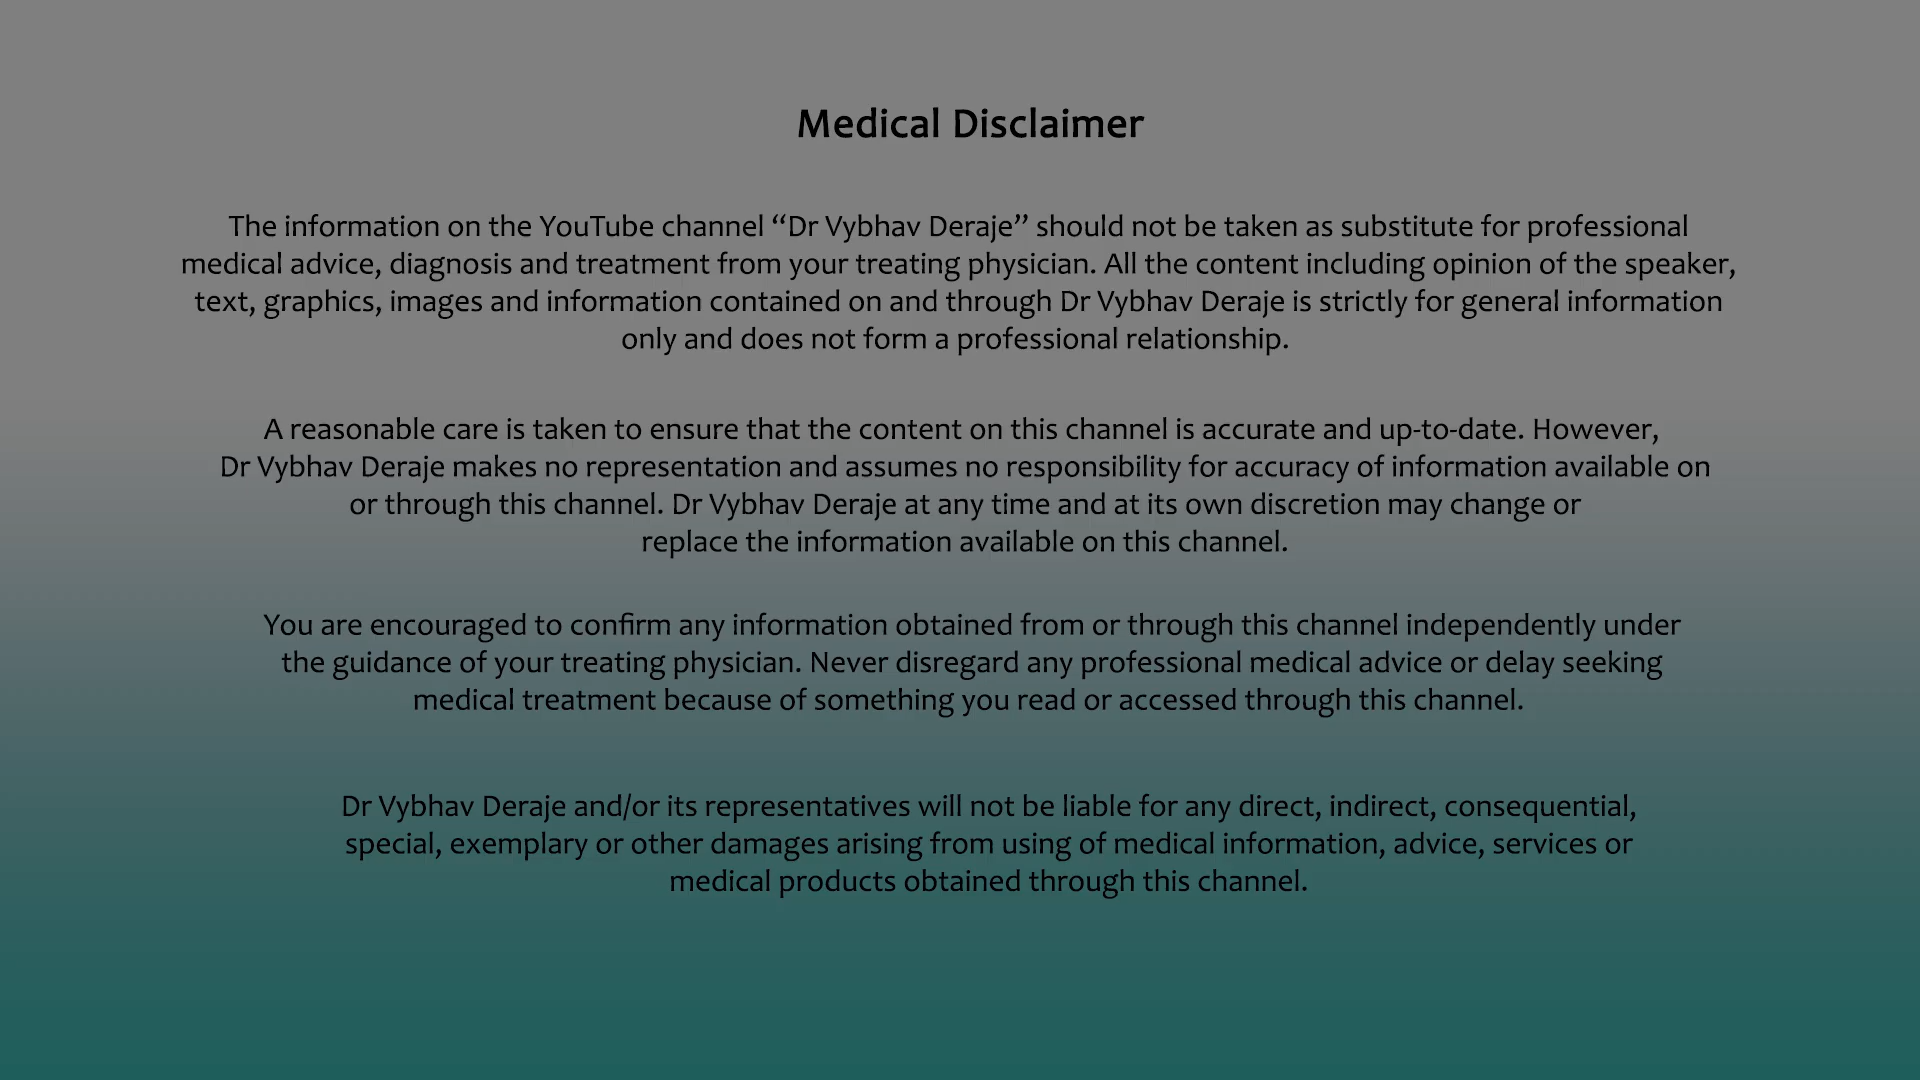 Medical Disclaimer
The information on the YouTube channel “Dr Vybhav Deraje” should not be taken as substitute for professional
medical advice, diagnosis and treatment from your treating physician. All the content including opinion of the speaker,
text, graphics, images and information contained on and through Dr Vybhav Deraje is strictly for general information
only and does not form a professional relationship.
A reasonable care is taken to ensure that the content on this channel is accurate and up-to-date. However,
Dr Vybhav Deraje makes no representation and assumes no responsibility for accuracy of information available on
or through this channel. Dr Vybhav Deraje at any time and at its own discretion may change or
replace the information available on this channel.
You are encouraged to confirm any information obtained from or through this channel independently under
the guidance of your treating physician. Never disregard any professional medical advice or delay seeking
medical treatment because of something you read or accessed through this channel.
Dr Vybhav Deraje and/or its representatives will not be liable for any direct, indirect, consequential,
special, exemplary or other damages arising from using of medical information, advice, services or
medical products obtained through this channel.